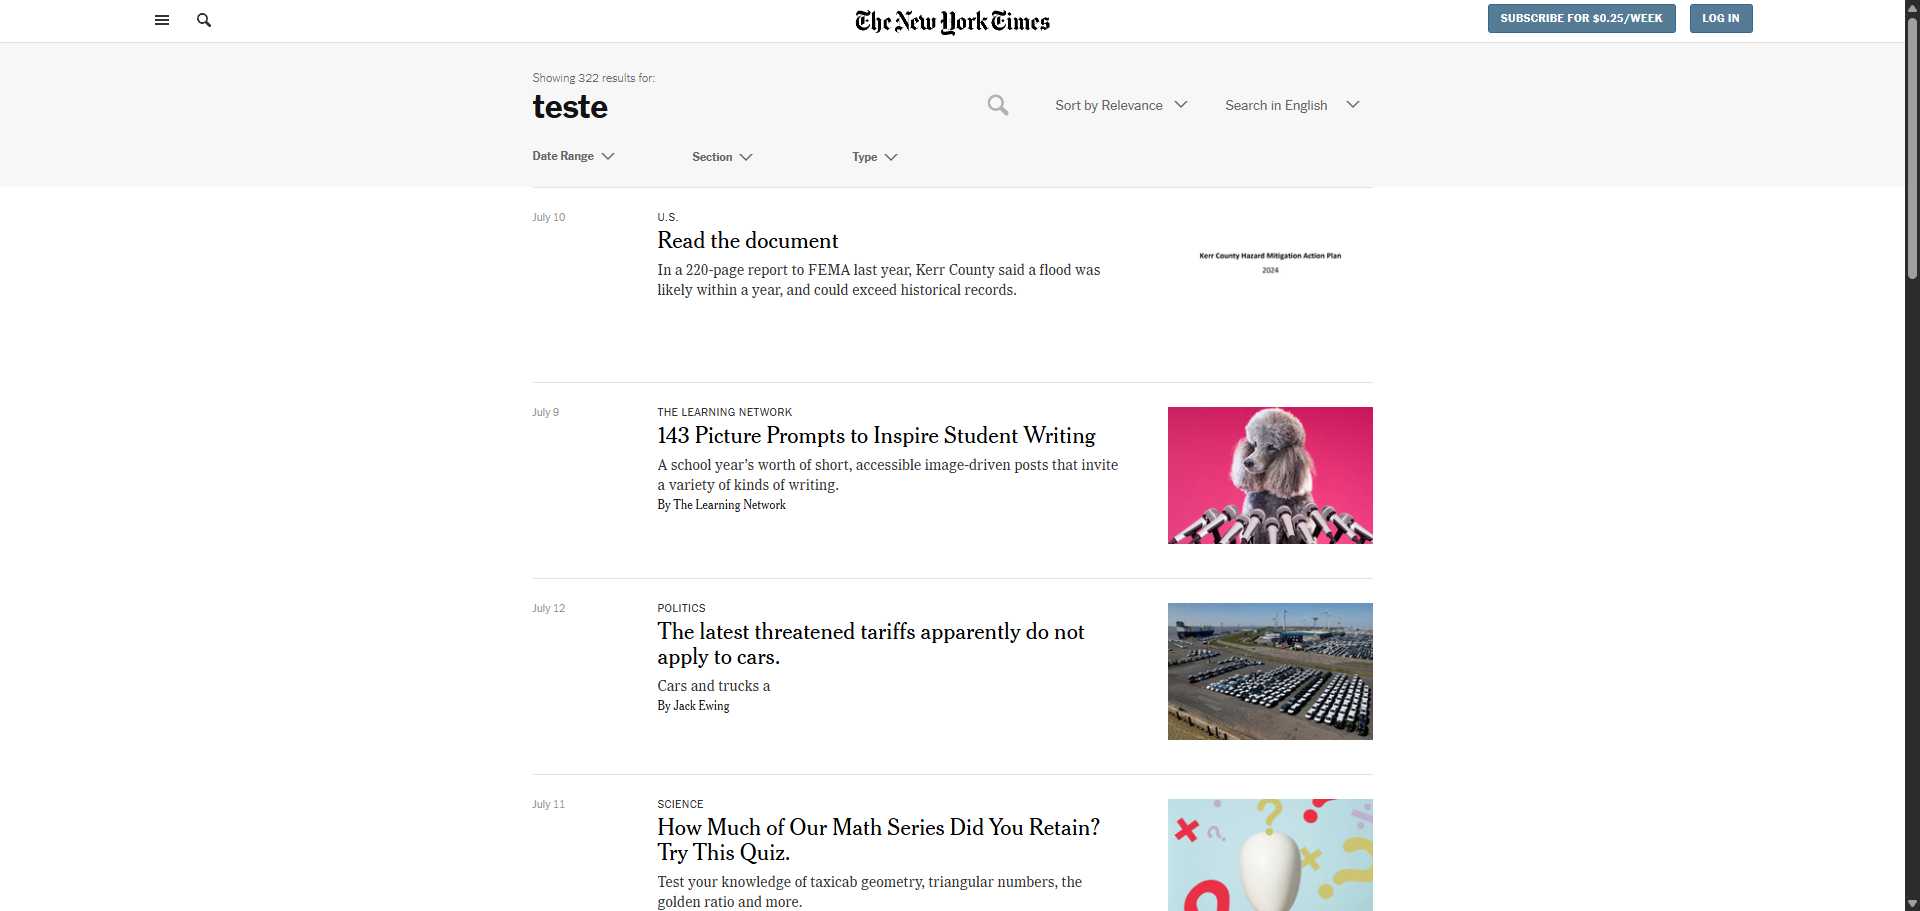 The New York Times
SUBSCRIBE FOR $0.25/WEEK
LOG IN
Showing 322 results for:
teste
Sort by Relevance
Search in English
Date Range
Section
Type
July 10
U.S.
Read the document
In a 220-page report to FEMA last year, Kerr County said a flood was
likely within a year, and could exceed historical records.
Kerr County Hazard Mitigation Action Plan
2024
July 9
THE LEARNING NETWORK
143 Picture Prompts to Inspire Student Writing
A school year’s worth of short, accessible image-driven posts that invite
a variety of kinds of writing.
By The Learning Network
July 12
POLITICS
The latest threatened tariffs apparently do not
apply to cars.
Cars and trucks a
By Jack Ewing
July 11
SCIENCE
How Much of Our Math Series Did You Retain?
Try This Quiz.
Test your knowledge of taxicab geometry, triangular numbers, the
golden ratio and more.